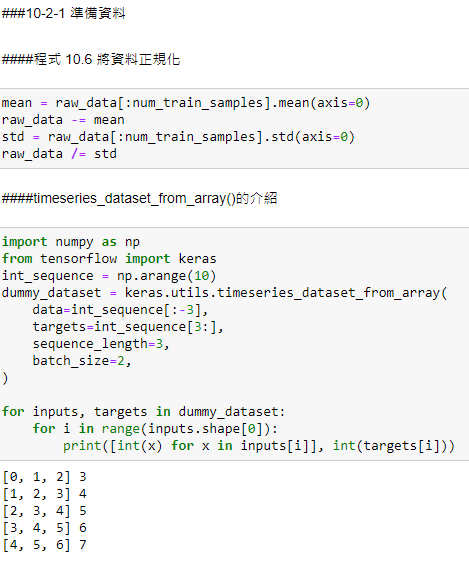 ###10-2-1 準備資料
####程式 10.6 將資料正規化
mean = raw_data[:num_train_samples].mean(axis=0)
raw_data -= mean
std = raw_data[:num_train_samples].std(axis=0)
raw_data /= std
####timeseries_dataset_from_array()的介紹
import numpy as np
from tensorflow import keras
int_sequence = np.arange(10)
dummy_dataset = keras.utils.timeseries_dataset_from_array(
    data=int_sequence[:-3],
    targets=int_sequence[3:],
    sequence_length=3,
    batch_size=2,
)
for inputs, targets in dummy_dataset:
    for i in range(inputs.shape[0]):
        print([int(x) for x in inputs[i]], int(targets[i]))
[0, 1, 2] 3
[1, 2, 3] 4
[2, 3, 4] 5
[3, 4, 5] 6
[4, 5, 6] 7